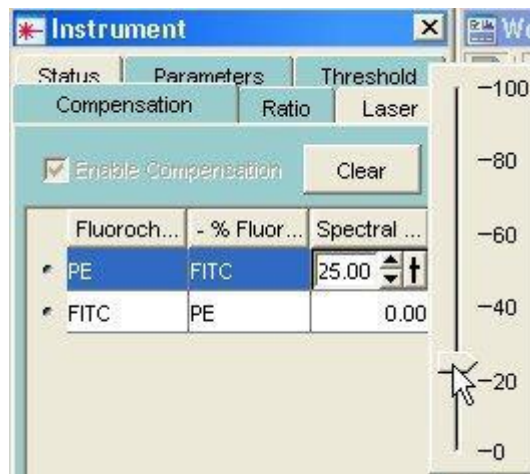 Instrument
We
Status Parameters Threshold
Compensation Ratio Laser
Enable Compensation Clear
Fluoroch... - % Fluor... Spectral ...
PE FITC 25.00
FITC PE 0.00
100
80
60
40
20
0